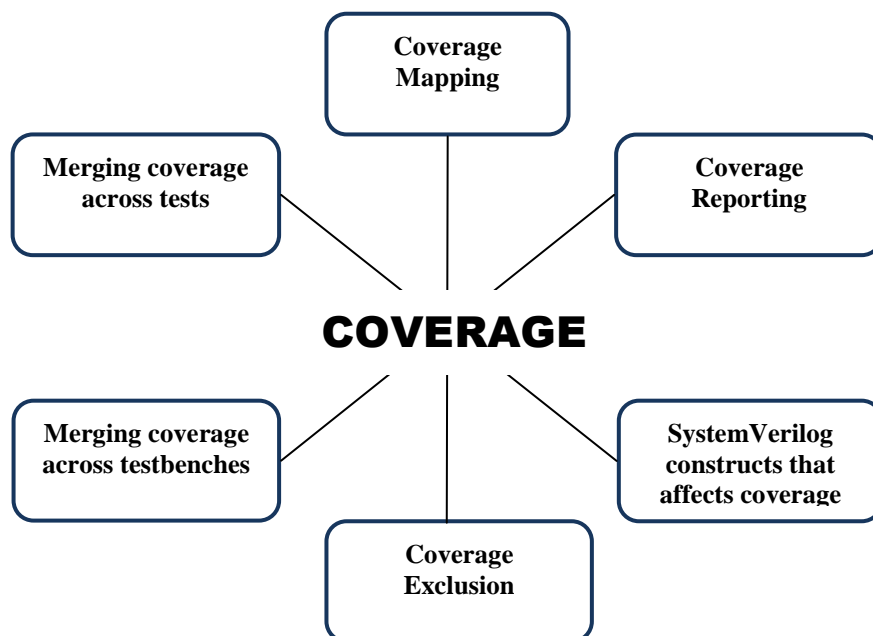 Coverage
Mapping
Merging coverage
across tests
Coverage
Reporting
COVERAGE
Merging coverage
across testbenches
SystemVerilog
constructs that
affects coverage
Coverage
Exclusion